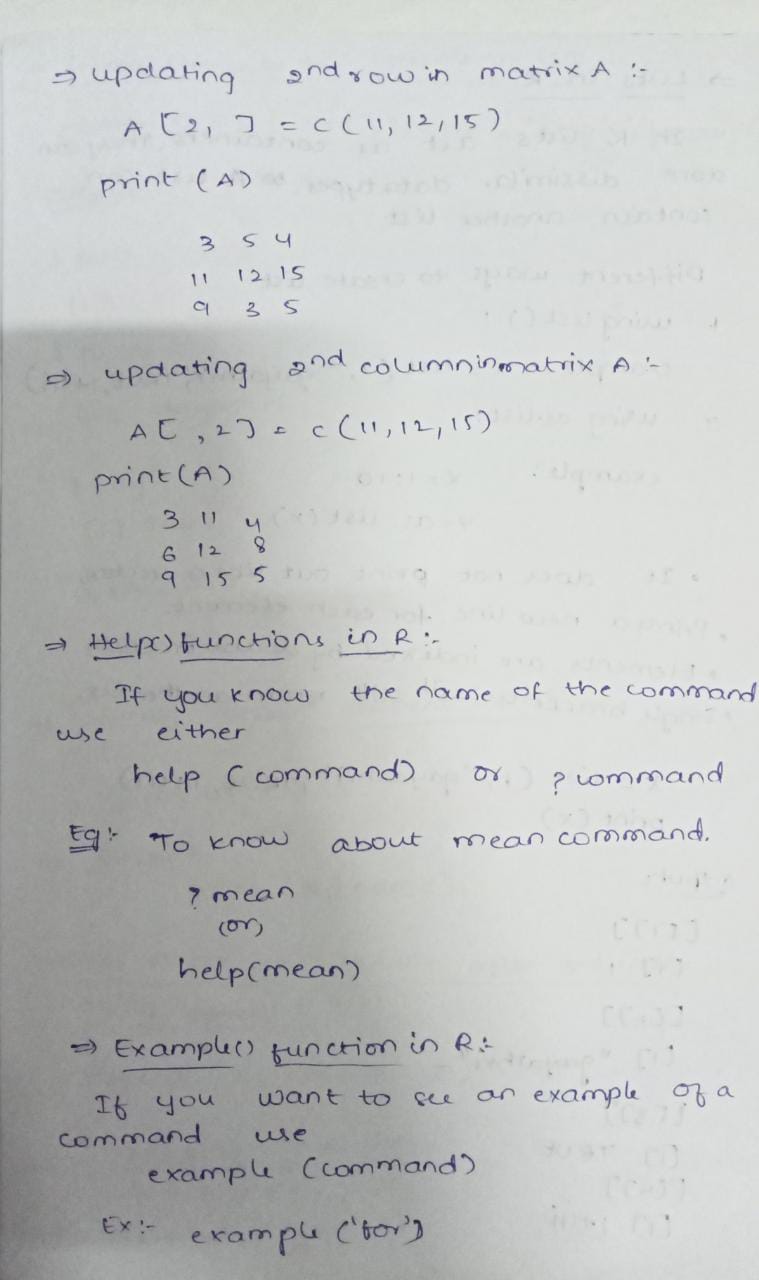 ⇒ updating 2nd row in matrix A :-
A [2, ] = c(11, 12, 15)
print (A)
3 5 4
11 12 15
9 3 5
⇒ updating 2nd column in matrix A :-
A[ ,2] = c(11,12,15)
print(A)
3 11 4
6 12 8
9 15 5
⇒ Help() functions in R :-
If you know the name of the command
use either
help (command) or ? command
Eg:- To know about mean command.
? mean
(or)
help(mean)
⇒ Example() function in R :-
If you want to see an example of a
command use
example (command)
Ex :- example ('for')